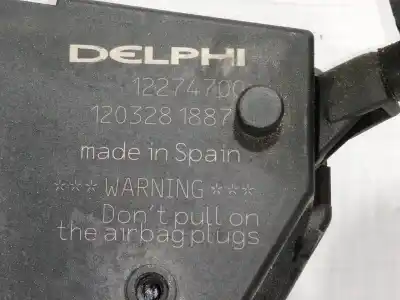 DELPHI
12274700
120328 1887
made in Spain
*** WARNING ***
Don't pull on
the airbag plugs